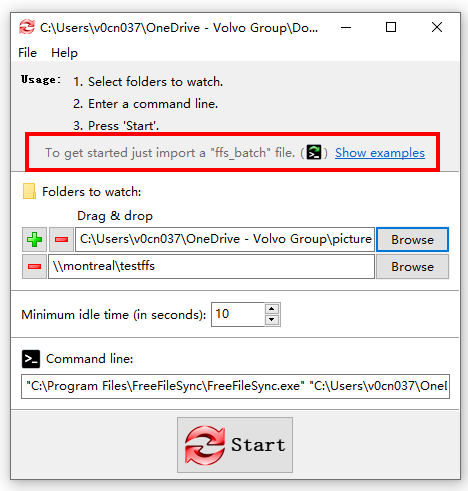 C:\Users\v0cn037\OneDrive - Volvo Group\Do...
File Help
Usage: 1. Select folders to watch.
2. Enter a command line.
3. Press 'Start'.
To get started just import a "ffs_batch" file. ( ) Show examples
Folders to watch:
Drag & drop
C:\Users\v0cn037\OneDrive - Volvo Group\picture Browse
\\montreal\testffs Browse
Minimum idle time (in seconds): 10
Command line:
"C:\Program Files\FreeFileSync\FreeFileSync.exe" "C:\Users\v0cn037\OneD
Start